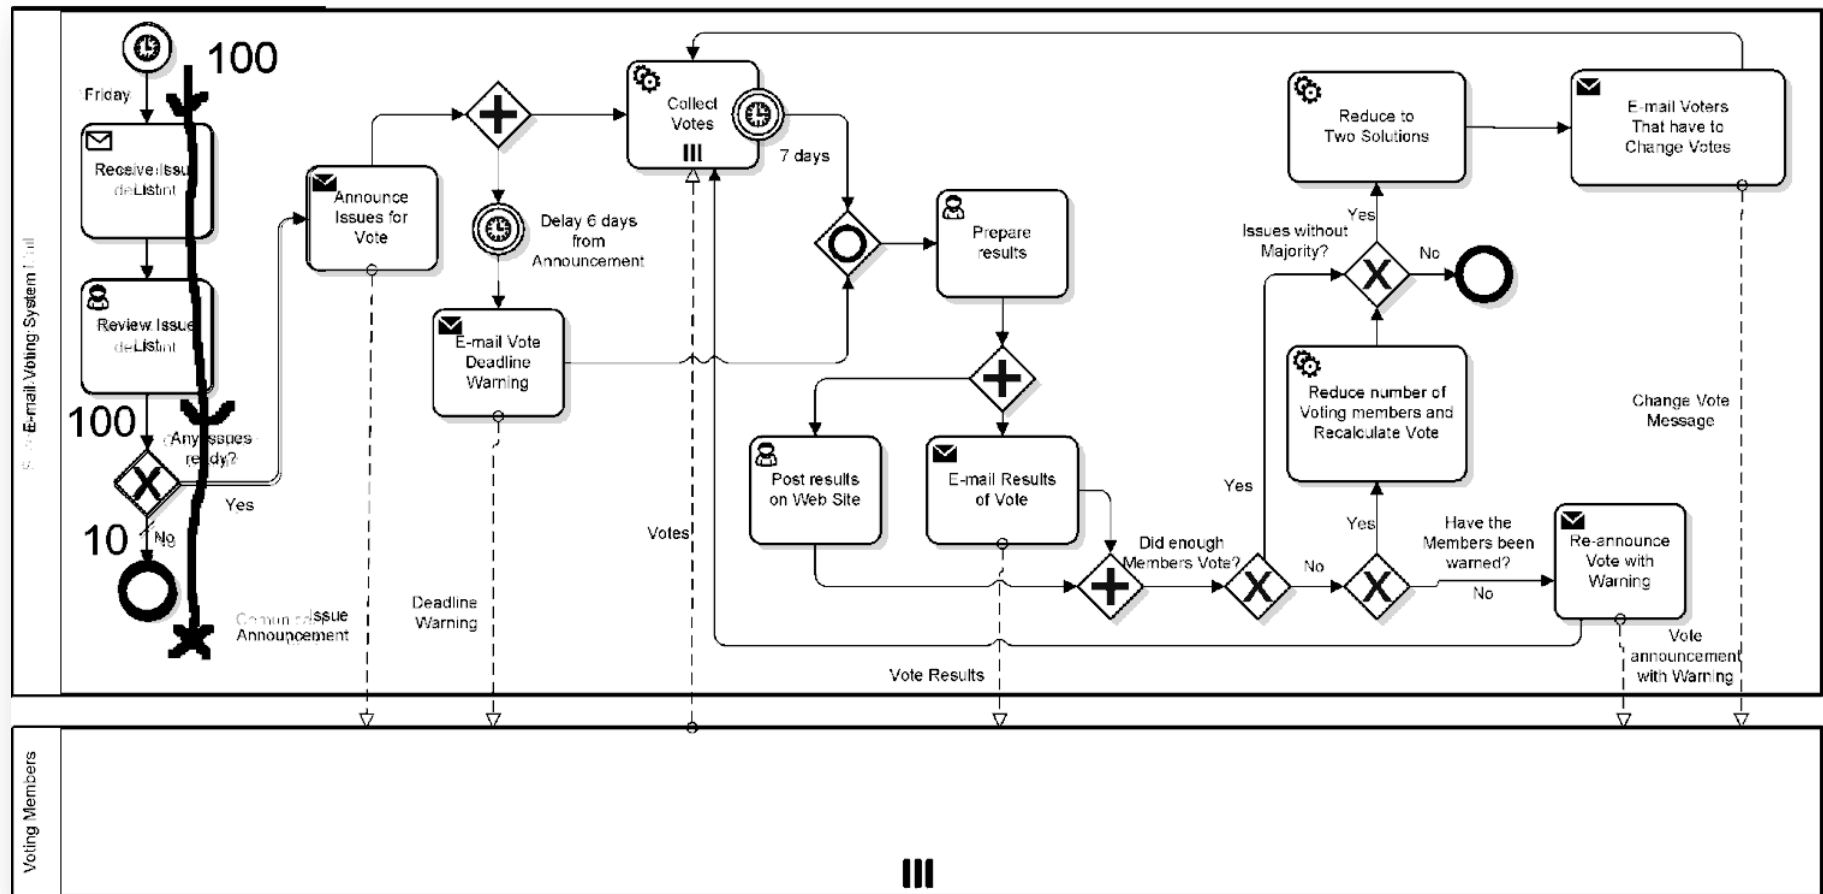 100
Friday
Receive Issue
List
Review Issue
List
100
Any issues
ready?
Yes
10
No
E-mail Voting System
Announce
Issues for
Vote
Issue
Announcement
Delay 6 days
from
Announcement
E-mail Vote
Deadline
Warning
Deadline
Warning
Collect
Votes
7 days
Votes
Prepare
results
Post results
on Web Site
E-mail Results
of Vote
Vote Results
Did enough
Members Vote?
Yes
No
Have the
Members been
warned?
Yes
No
Reduce number of
Voting members and
Recalculate Vote
Issues without
Majority?
Yes
No
Reduce to
Two Solutions
E-mail Voters
That have to
Change Votes
Change Vote
Message
Re-announce
Vote with
Warning
Vote
announcement
with Warning
Voting Members